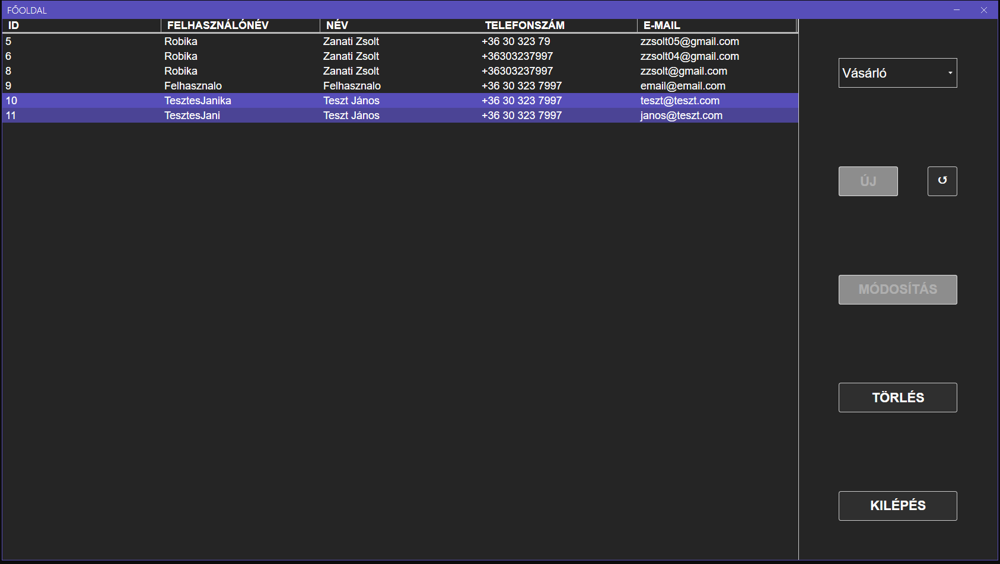 FŐOLDAL
ID FELHASZNÁLÓNÉV NÉV TELEFONSZÁM E-MAIL
5 Robika Zanati Zsolt +36 30 323 79 zzsolt05@gmail.com
6 Robika Zanati Zsolt +36303237997 zzsolt04@gmail.com
8 Robika Zanati Zsolt +36303237997 zzsolt@gmail.com
9 Felhasznalo Felhasznalo +36 30 323 7997 email@email.com
10 TesztesJanika Teszt János +36 30 323 7997 teszt@teszt.com
11 TesztesJani Teszt János +36 30 323 7997 janos@teszt.com
Vásárló
ÚJ ↺
MÓDOSÍTÁS
TÖRLÉS
KILÉPÉS